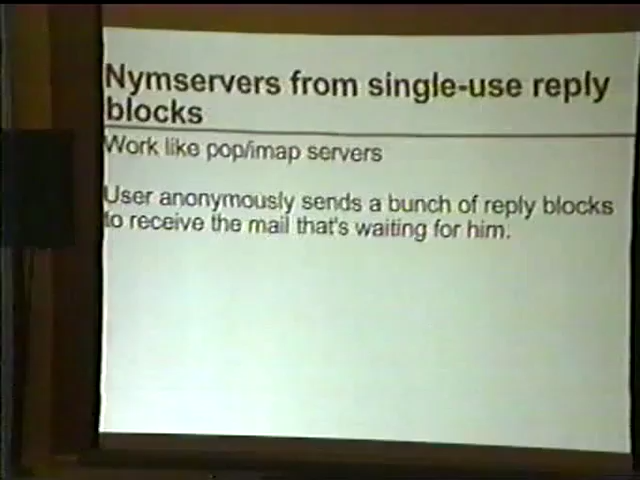 Nymservers from single-use reply
blocks
Work like pop/imap servers
User anonymously sends a bunch of reply blocks
to receive the mail that's waiting for him.